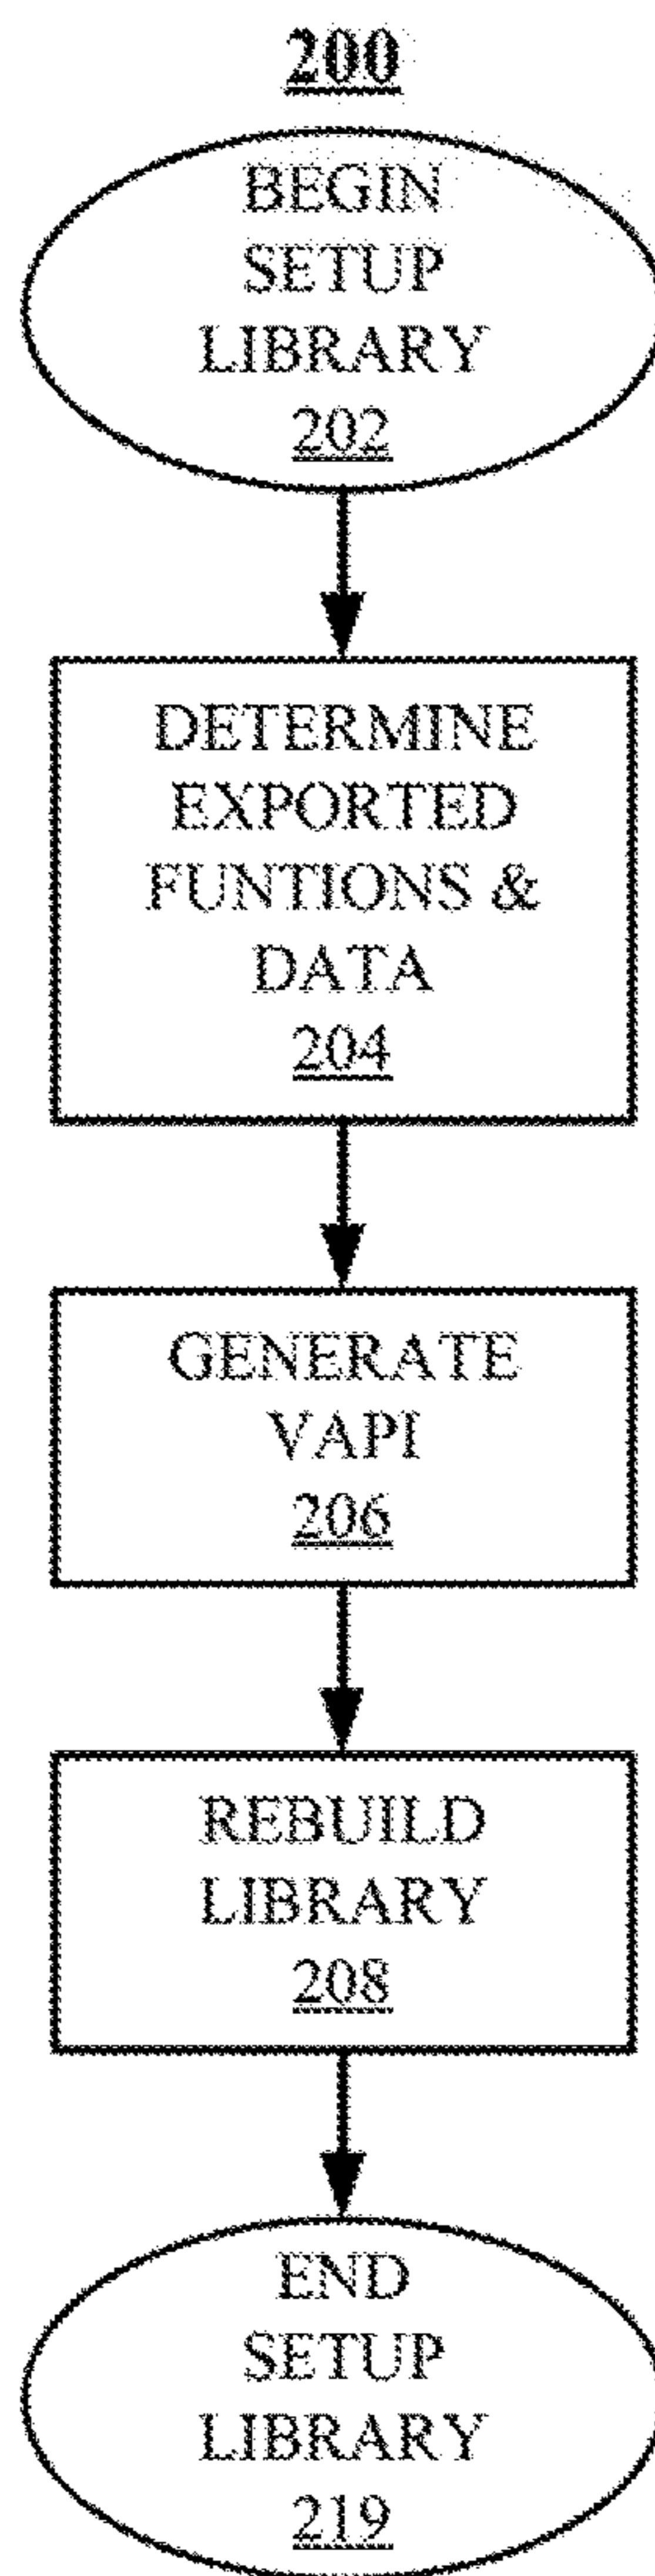 200
BEGIN
SETUP
LIBRARY
202
DETERMINE
EXPORTED
FUNTIONS &
DATA
204
GENERATE
VAPI
206
REBUILD
LIBRARY
208
END
SETUP
LIBRARY
219